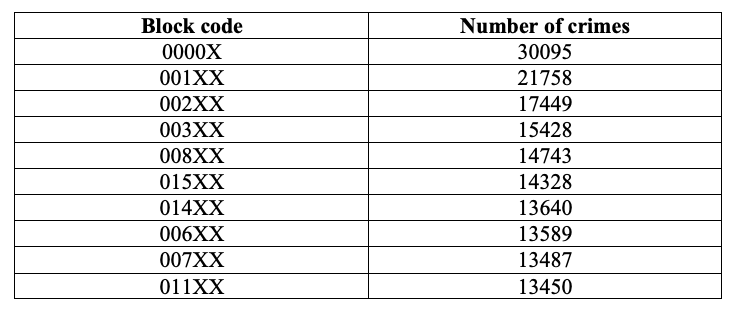 Block code Number of crimes
0000X 30095
001XX 21758
002XX 17449
003XX 15428
008XX 14743
015XX 14328
014XX 13640
006XX 13589
007XX 13487
011XX 13450